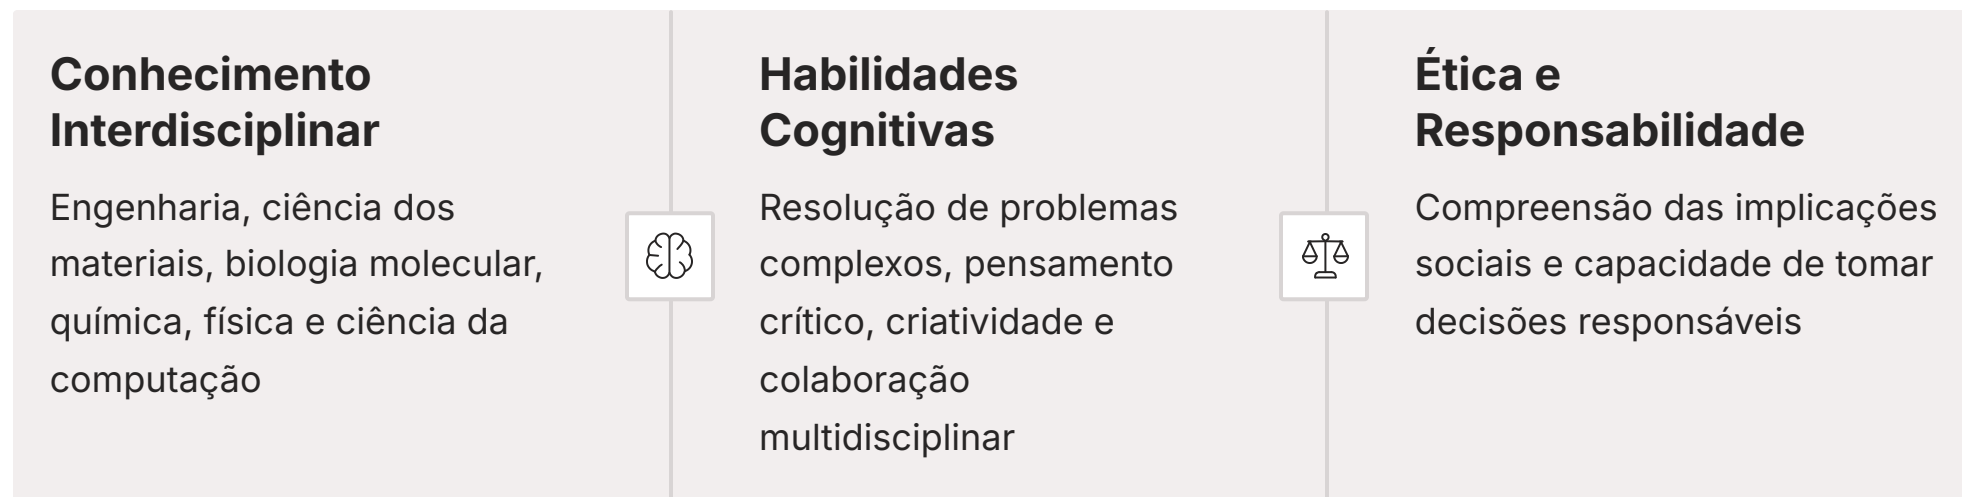 Conhecimento
Interdisciplinar
Engenharia, ciência dos
materiais, biologia molecular,
química, física e ciência da
computação
Habilidades
Cognitivas
Resolução de problemas
complexos, pensamento
crítico, criatividade e
colaboração
multidisciplinar
Ética e
Responsabilidade
Compreensão das implicações
sociais e capacidade de tomar
decisões responsáveis